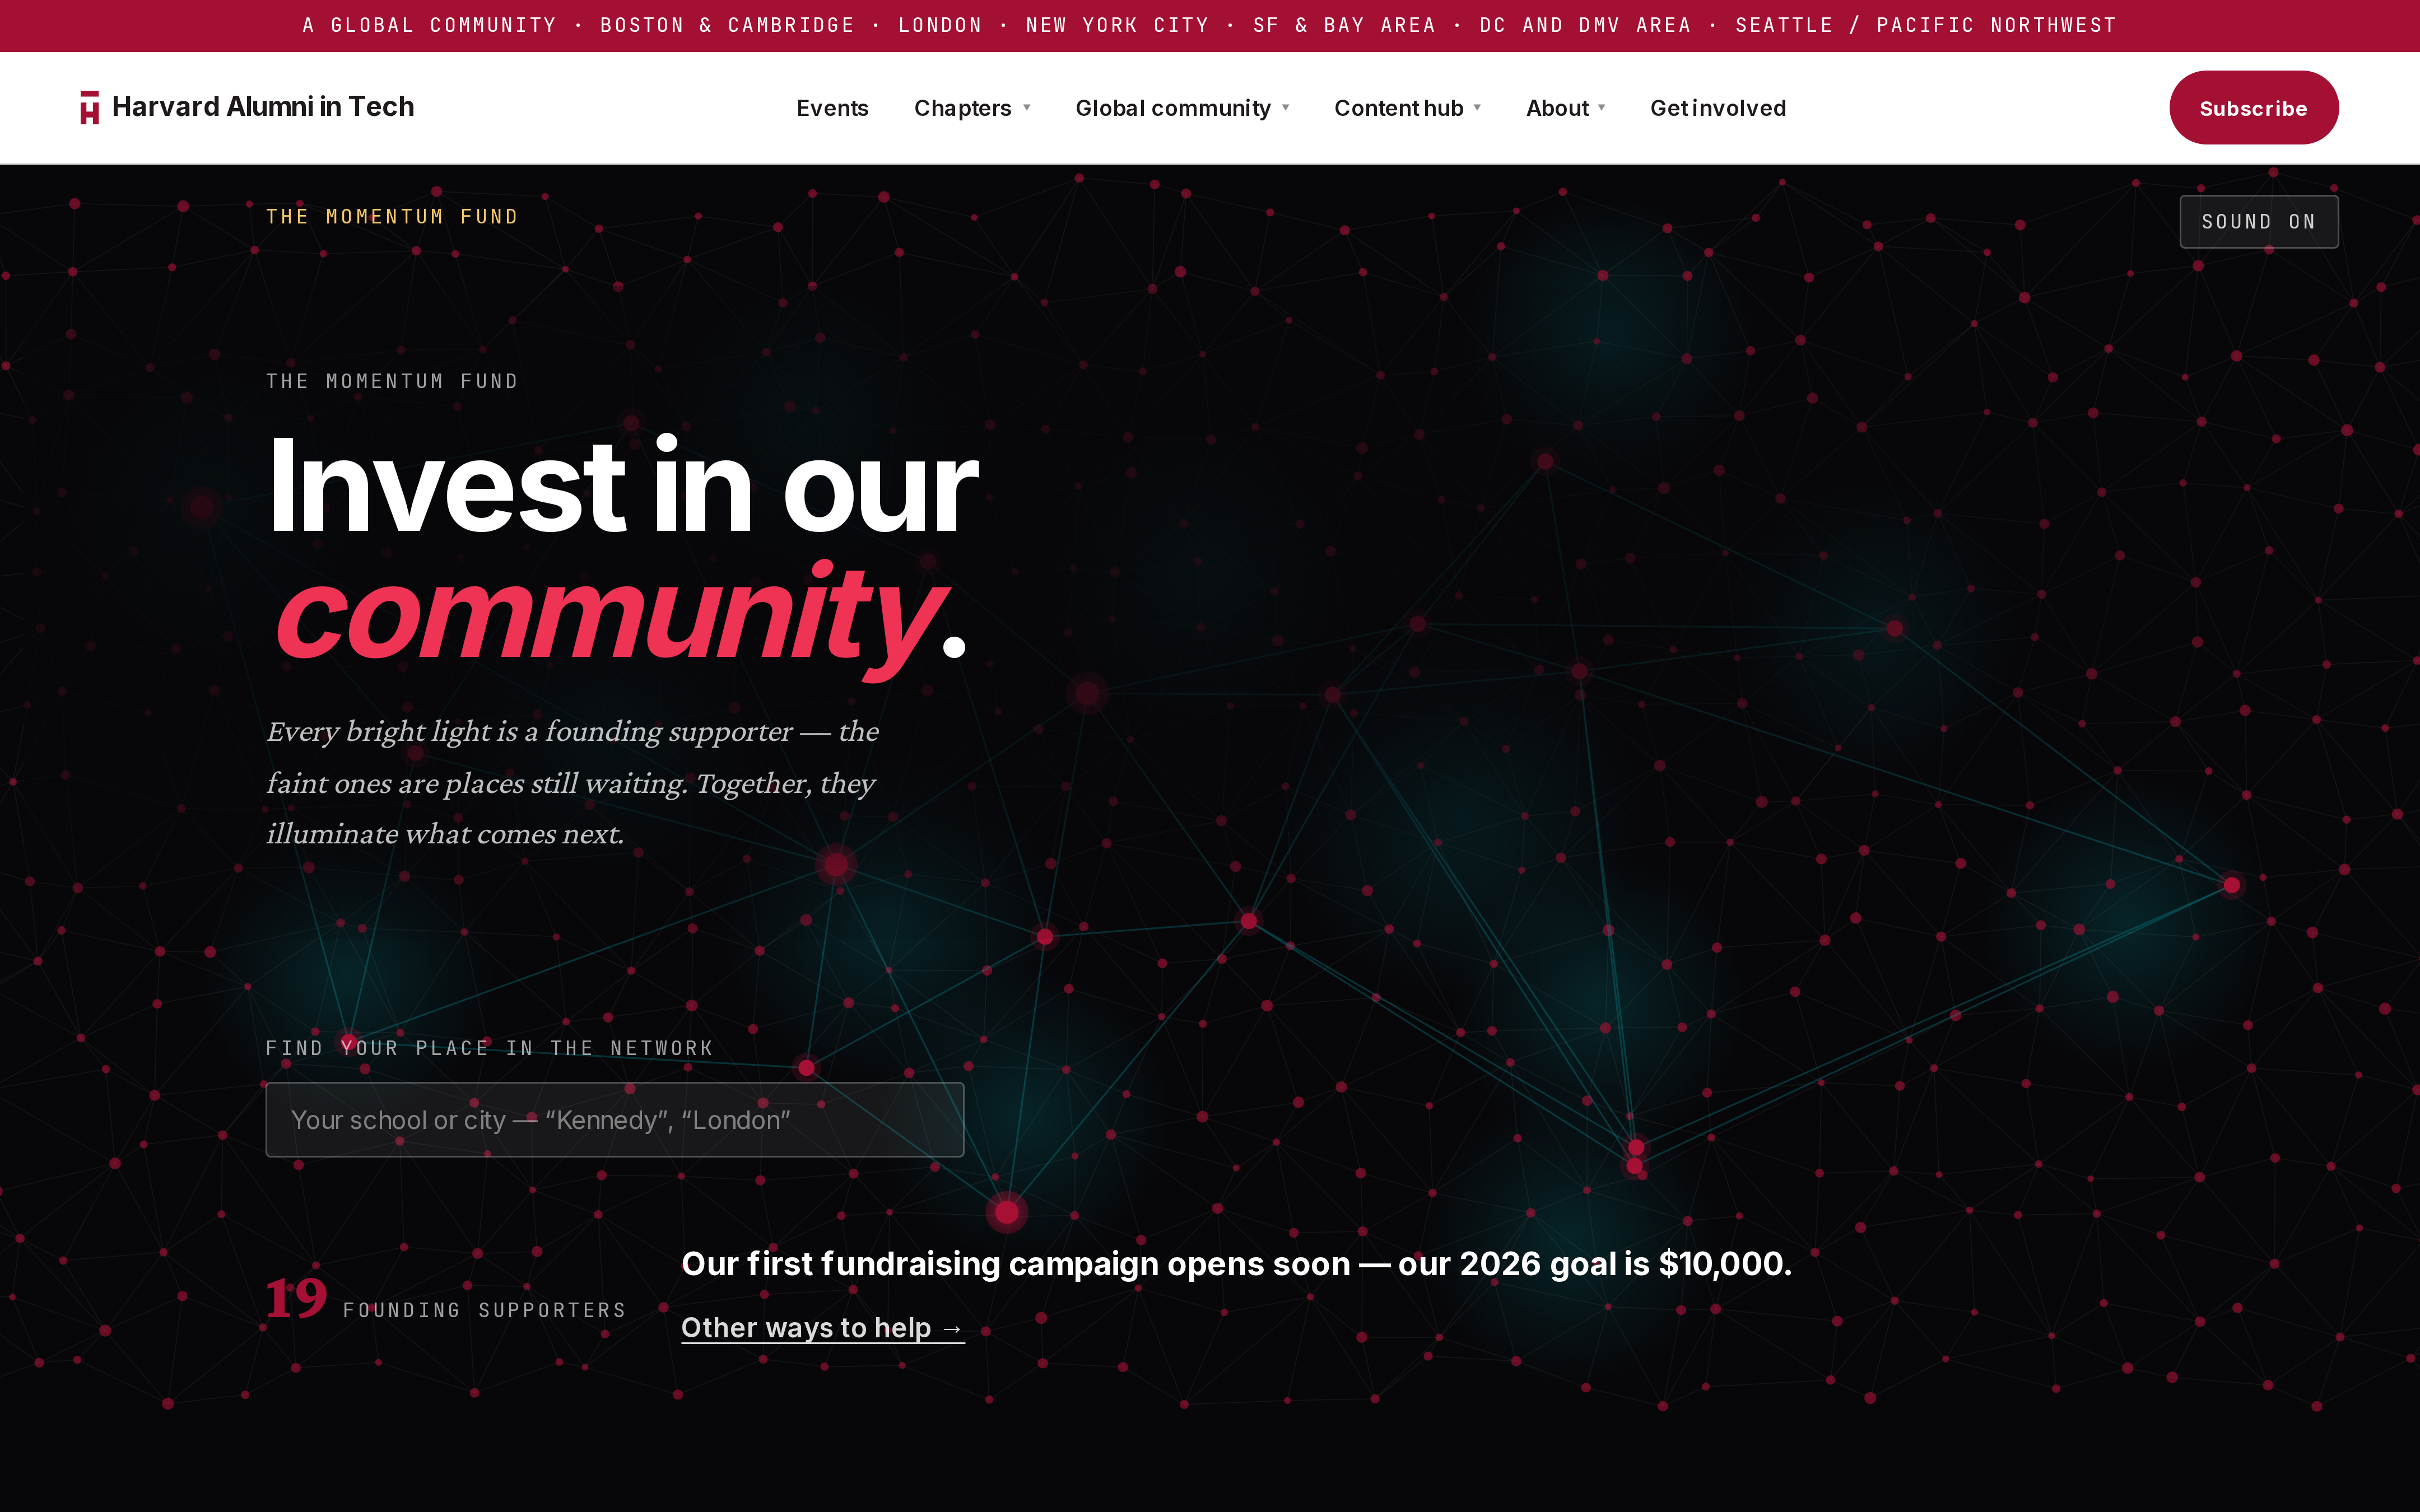 A GLOBAL COMMUNITY · BOSTON & CAMBRIDGE · LONDON · NEW YORK CITY · SF & BAY AREA · DC AND DMV AREA · SEATTLE / PACIFIC NORTHWEST
Harvard Alumni in Tech
Events Chapters ▾ Global community ▾ Content hub ▾ About ▾ Get involved
Subscribe
THE MOMENTUM FUND
SOUND ON
THE MOMENTUM FUND
Invest in our
community.
Every bright light is a founding supporter — the
faint ones are places still waiting. Together, they
illuminate what comes next.
FIND YOUR PLACE IN THE NETWORK
Your school or city — “Kennedy”, “London”
19 FOUNDING SUPPORTERS
Our first fundraising campaign opens soon — our 2026 goal is $10,000.
Other ways to help →